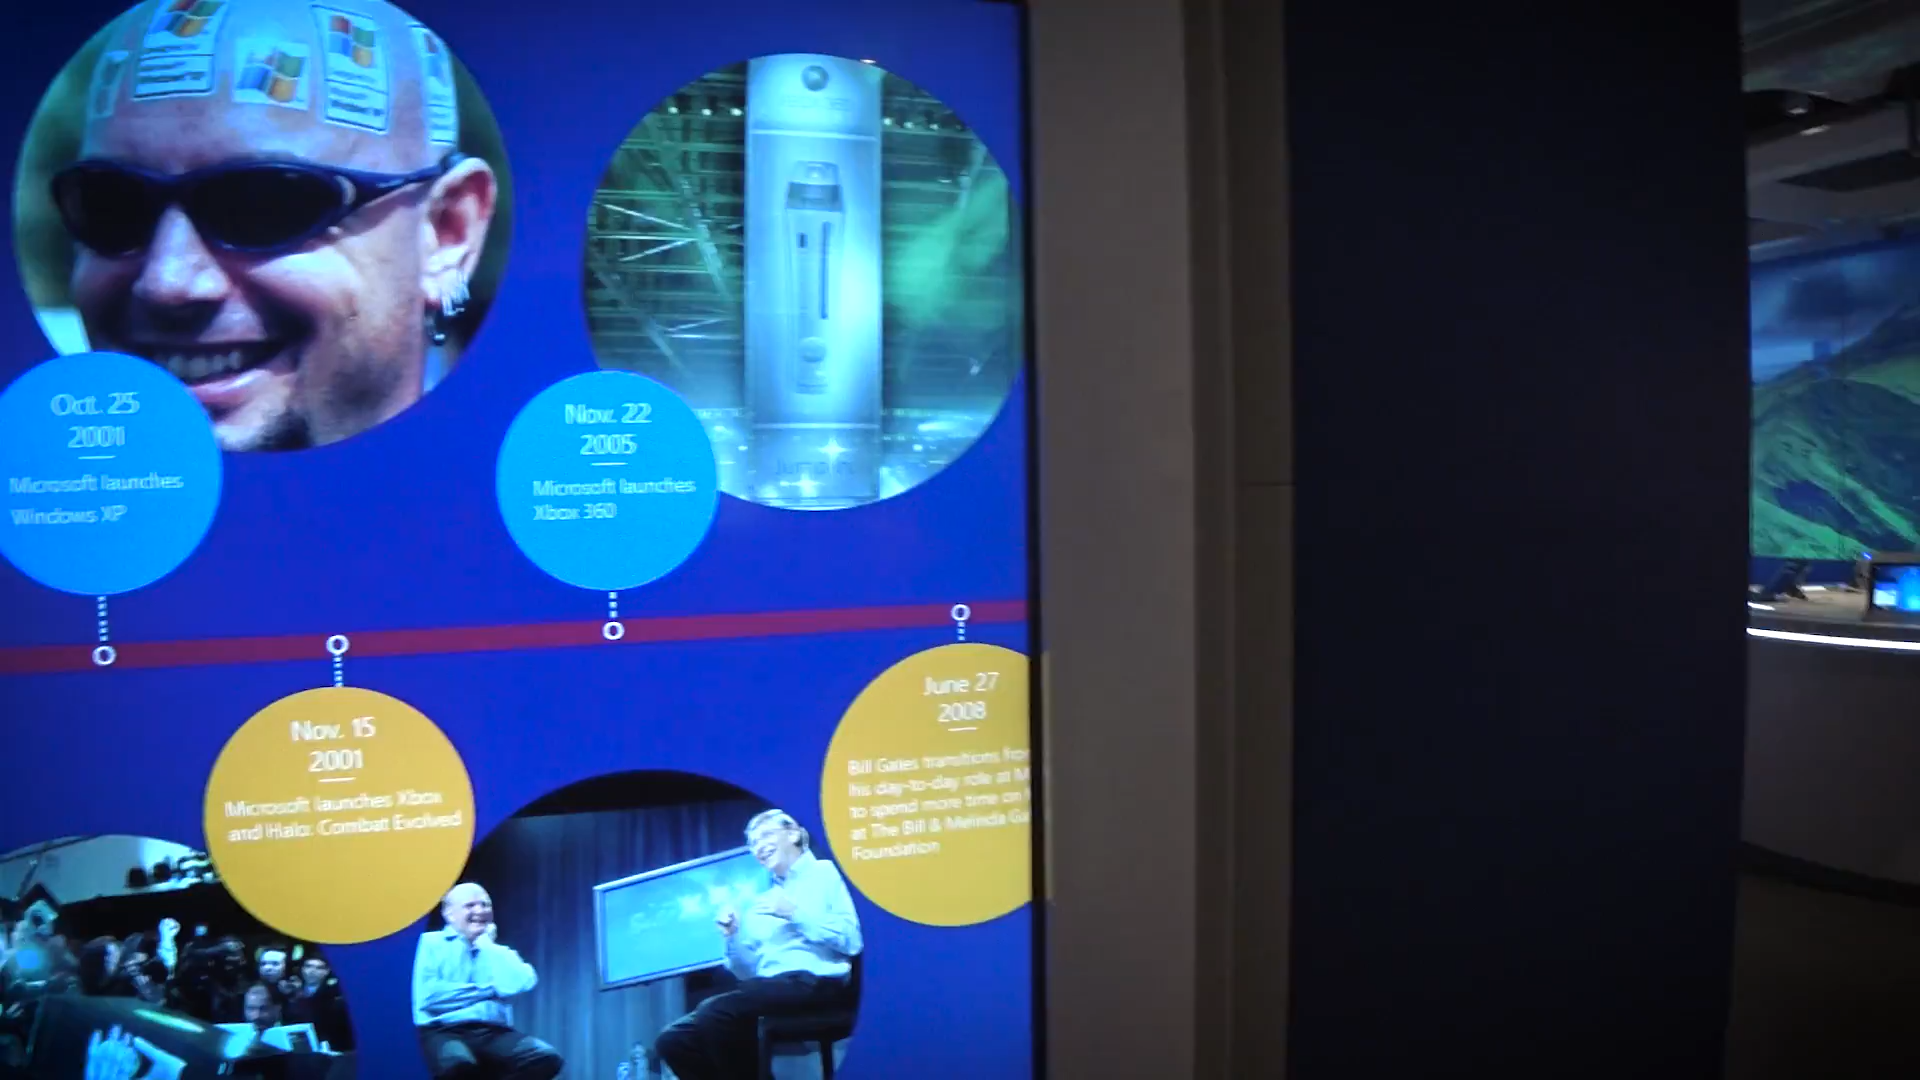 Oct. 25
2001
Microsoft launches
Windows XP
Nov. 22
2005
Microsoft launches
Xbox 360
Jump in
Nov. 15
2001
Microsoft launches Xbox
and Halo: Combat Evolved
June 27
2008
Bill Gates transitions
his day-to-day role at
to spend more time on
at The Bill & Melinda
Foundation